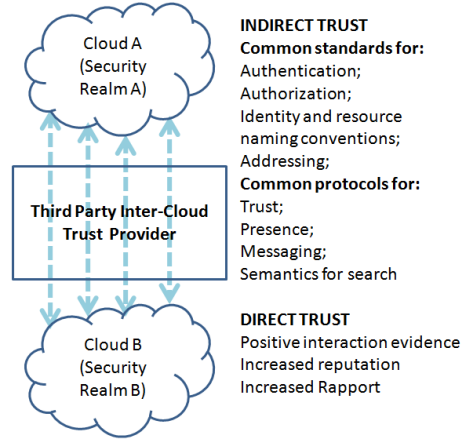 Cloud A
(Security
Realm A)
Third Party Inter-Cloud
Trust Provider
Cloud B
(Security
Realm B)
INDIRECT TRUST
Common standards for:
Authentication;
Authorization;
Identity and resource
naming conventions;
Addressing;
Common protocols for:
Trust;
Presence;
Messaging;
Semantics for search
DIRECT TRUST
Positive interaction evidence
Increased reputation
Increased Rapport